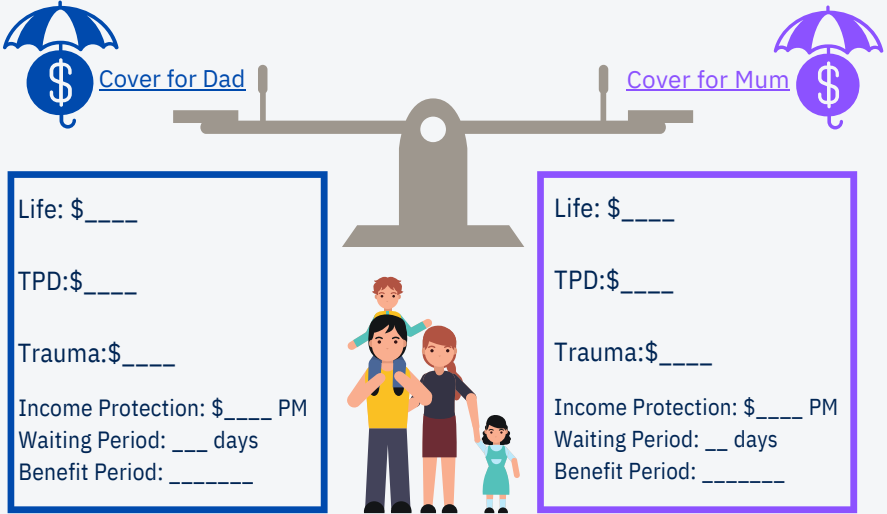 $ Cover for Dad
Cover for Mum $
Life: $____
TPD:$____
Trauma:$____
Income Protection: $____ PM
Waiting Period: ___ days
Benefit Period: _______
Life: $____
TPD:$____
Trauma:$____
Income Protection: $____ PM
Waiting Period: __ days
Benefit Period: _______